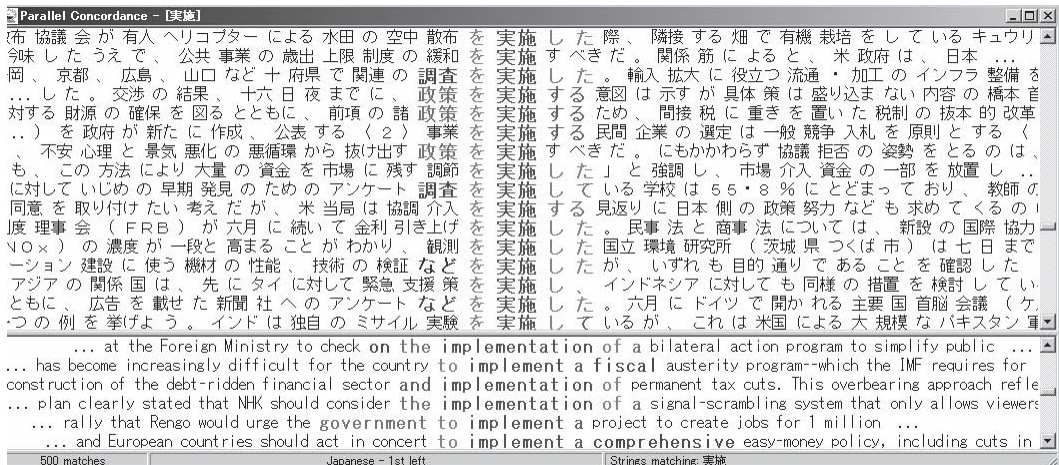 Parallel Concordance - [実施]
布 協議 会 が 有人 ヘリコプター による 水田 の 空中 散布 を 実施 し た 際 、 隣接 する 畑 で 有機 栽培 を し て いる キュウリ
今味 し た うえ で 、 公共 事業 の 歳出 上限 制度 の 緩和 を 実施 す べき だ 。 関係 筋 に よる と 、 米 政府 は 、 日本 ...
岡 、 京都 、 広島 、 山口 など 十 府県 で 関連 の 調査 を 実施 し た 。 輸入 拡大 に 役立つ 流通 ・ 加工 の インフラ 整備 を
... し た 。 交渉 の 結果 、 十六 日 夜 まで に 、 政策 を 実施 する 意図 は 示す が 具体 策 は 盛り込ま ない 内容 の 橋本 首
対する 財源 の 確保 を 図る とともに 、 前項 の 諸 政策 を 実施 する ため 、 間接 税 に 重き を 置い た 税制 の 抜本 的 改革
.. ) を 政府 が 新た に 作成 、 公表 する 〈 2 〉 事業 を 実施 する 民間 企業 の 選定 は 一般 競争 入札 を 原則 と する 〈
、 不安 心理 と 景気 悪化 の 悪循環 から 抜け出す 政策 を 実施 す べき だ 。 にもかかわらず 協議 拒否 の 姿勢 を とる の は 、
も 、 この 方法 により 大量 の 資金 を 市場 に 残す 調節 を 実施 し た 」 と 強調 し 、 市場 介入 資金 の 一部 を 放置 し ...
に対して いじめ の 早期 発見 の ため の アンケート 調査 を 実施 し て いる 学校 は 55・8 % に とどまっ て おり 、 教師 の
同意 を 取り付け たい 考え だ が 、 米 当局 は 協調 介入 を 実施 する 見返り に 日本 側 の 政策 努力 など も 求め て くる の
度 理事 会 ( FRB ) が 六月 に 続い て 金利 引き上げ を 実施 し た 。 民事 法 と 商事 法 について は 、 新設 の 国際 協力
NOx ) の 濃度 が 一段と 高まる こと が わかり 、 観測 を 実施 し た 国立 環境 研究所 ( 茨城 県 つくば 市 ) は 七 日 まで
ーション 建設 に 使う 機材 の 性能 、 技術 の 検証 など を 実施 し た が 、 いずれ も 目的 通り で ある こと を 確認 し た
アジア の 関係 国 は 、 先 に タイ に対して 緊急 支援 策 を 実施 し 、 インドネシア に対して も 同様 の 措置 を 検討 し てい
ともに 、 広告 を 載せ た 新聞 社 へ の アンケート など を 実施 し た 。 六月 に ドイツ で 開か れる 主要 国 首脳 会議 ( ケ
つ の 例 を 挙げよ う 。 インド は 独自 の ミサイル 実験 を 実施 し て いる が 、 これ は 米国 による 大 規模 な パキスタン 軍
... at the Foreign Ministry to check on the implementation of a bilateral action program to simplify public ...
... has become increasingly difficult for the country to implement a fiscal austerity program--which the IMF requires for
construction of the debt-ridden financial sector and implementation of permanent tax cuts. This overbearing approach refle
... plan clearly stated that NHK should consider the implementation of a signal-scrambling system that only allows viewers
... rally that Rengo would urge the government to implement a project to create jobs for 1 million ...
... and European countries should act in concert to implement a comprehensive easy-money policy, including cuts in
500 matches Japanese - 1st left Strings matching: 実施